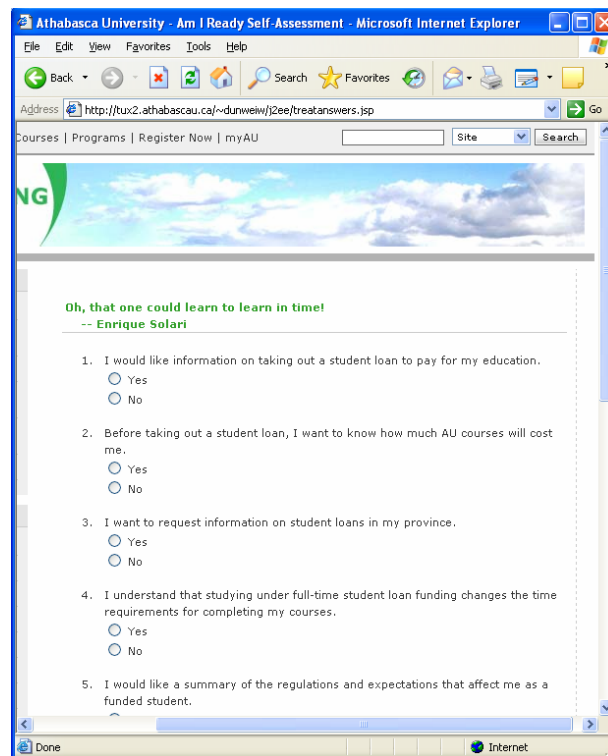 Athabasca University - Am I Ready Self-Assessment - Microsoft Internet Explorer
File Edit View Favorites Tools Help
Back Search Favorites
Address http://tux2.athabascau.ca/~dunweiw/j2ee/treatanswers.jsp Go
Courses | Programs | Register Now | myAU Site Search
NG
Oh, that one could learn to learn in time!
-- Enrique Solari
1. I would like information on taking out a student loan to pay for my education.
Yes
No
2. Before taking out a student loan, I want to know how much AU courses will cost
me.
Yes
No
3. I want to request information on student loans in my province.
Yes
No
4. I understand that studying under full-time student loan funding changes the time
requirements for completing my courses.
Yes
No
5. I would like a summary of the regulations and expectations that affect me as a
funded student.
Done Internet